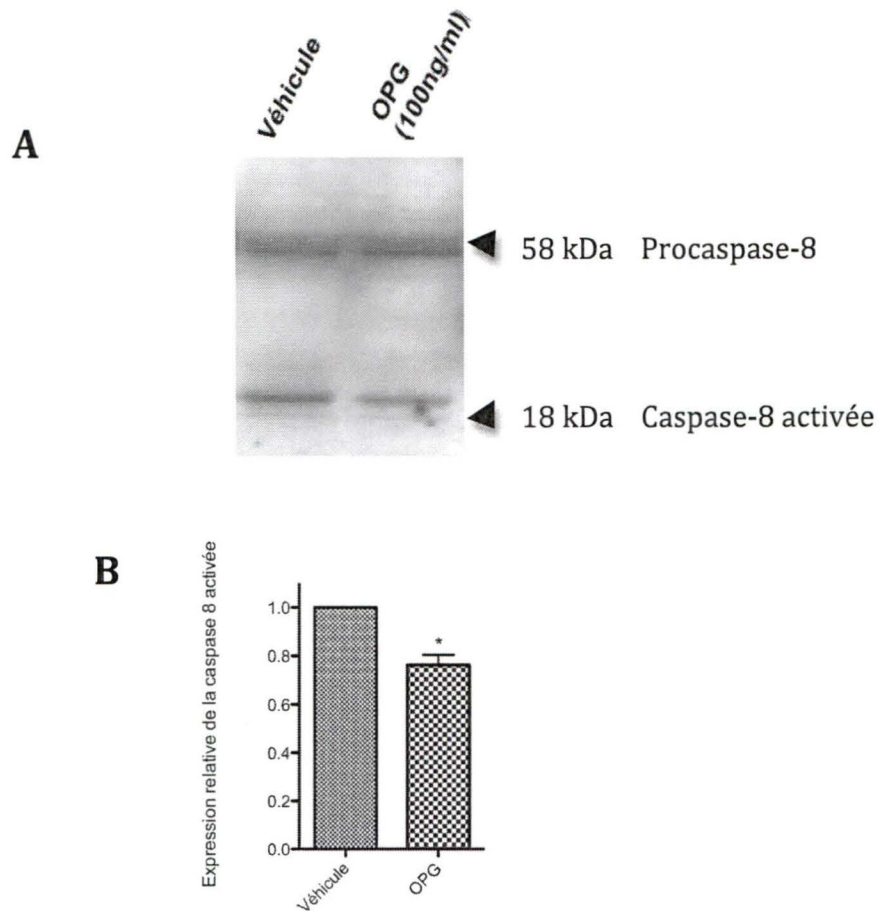 A
Véhicule
OPG
(100ng/ml)
58 kDa Procaspase-8
18 kDa Caspase-8 activée
B
Expression relative de la caspase 8 activée
1.0
0.8
0.6
0.4
0.2
0.0
*
Véhicule
OPG